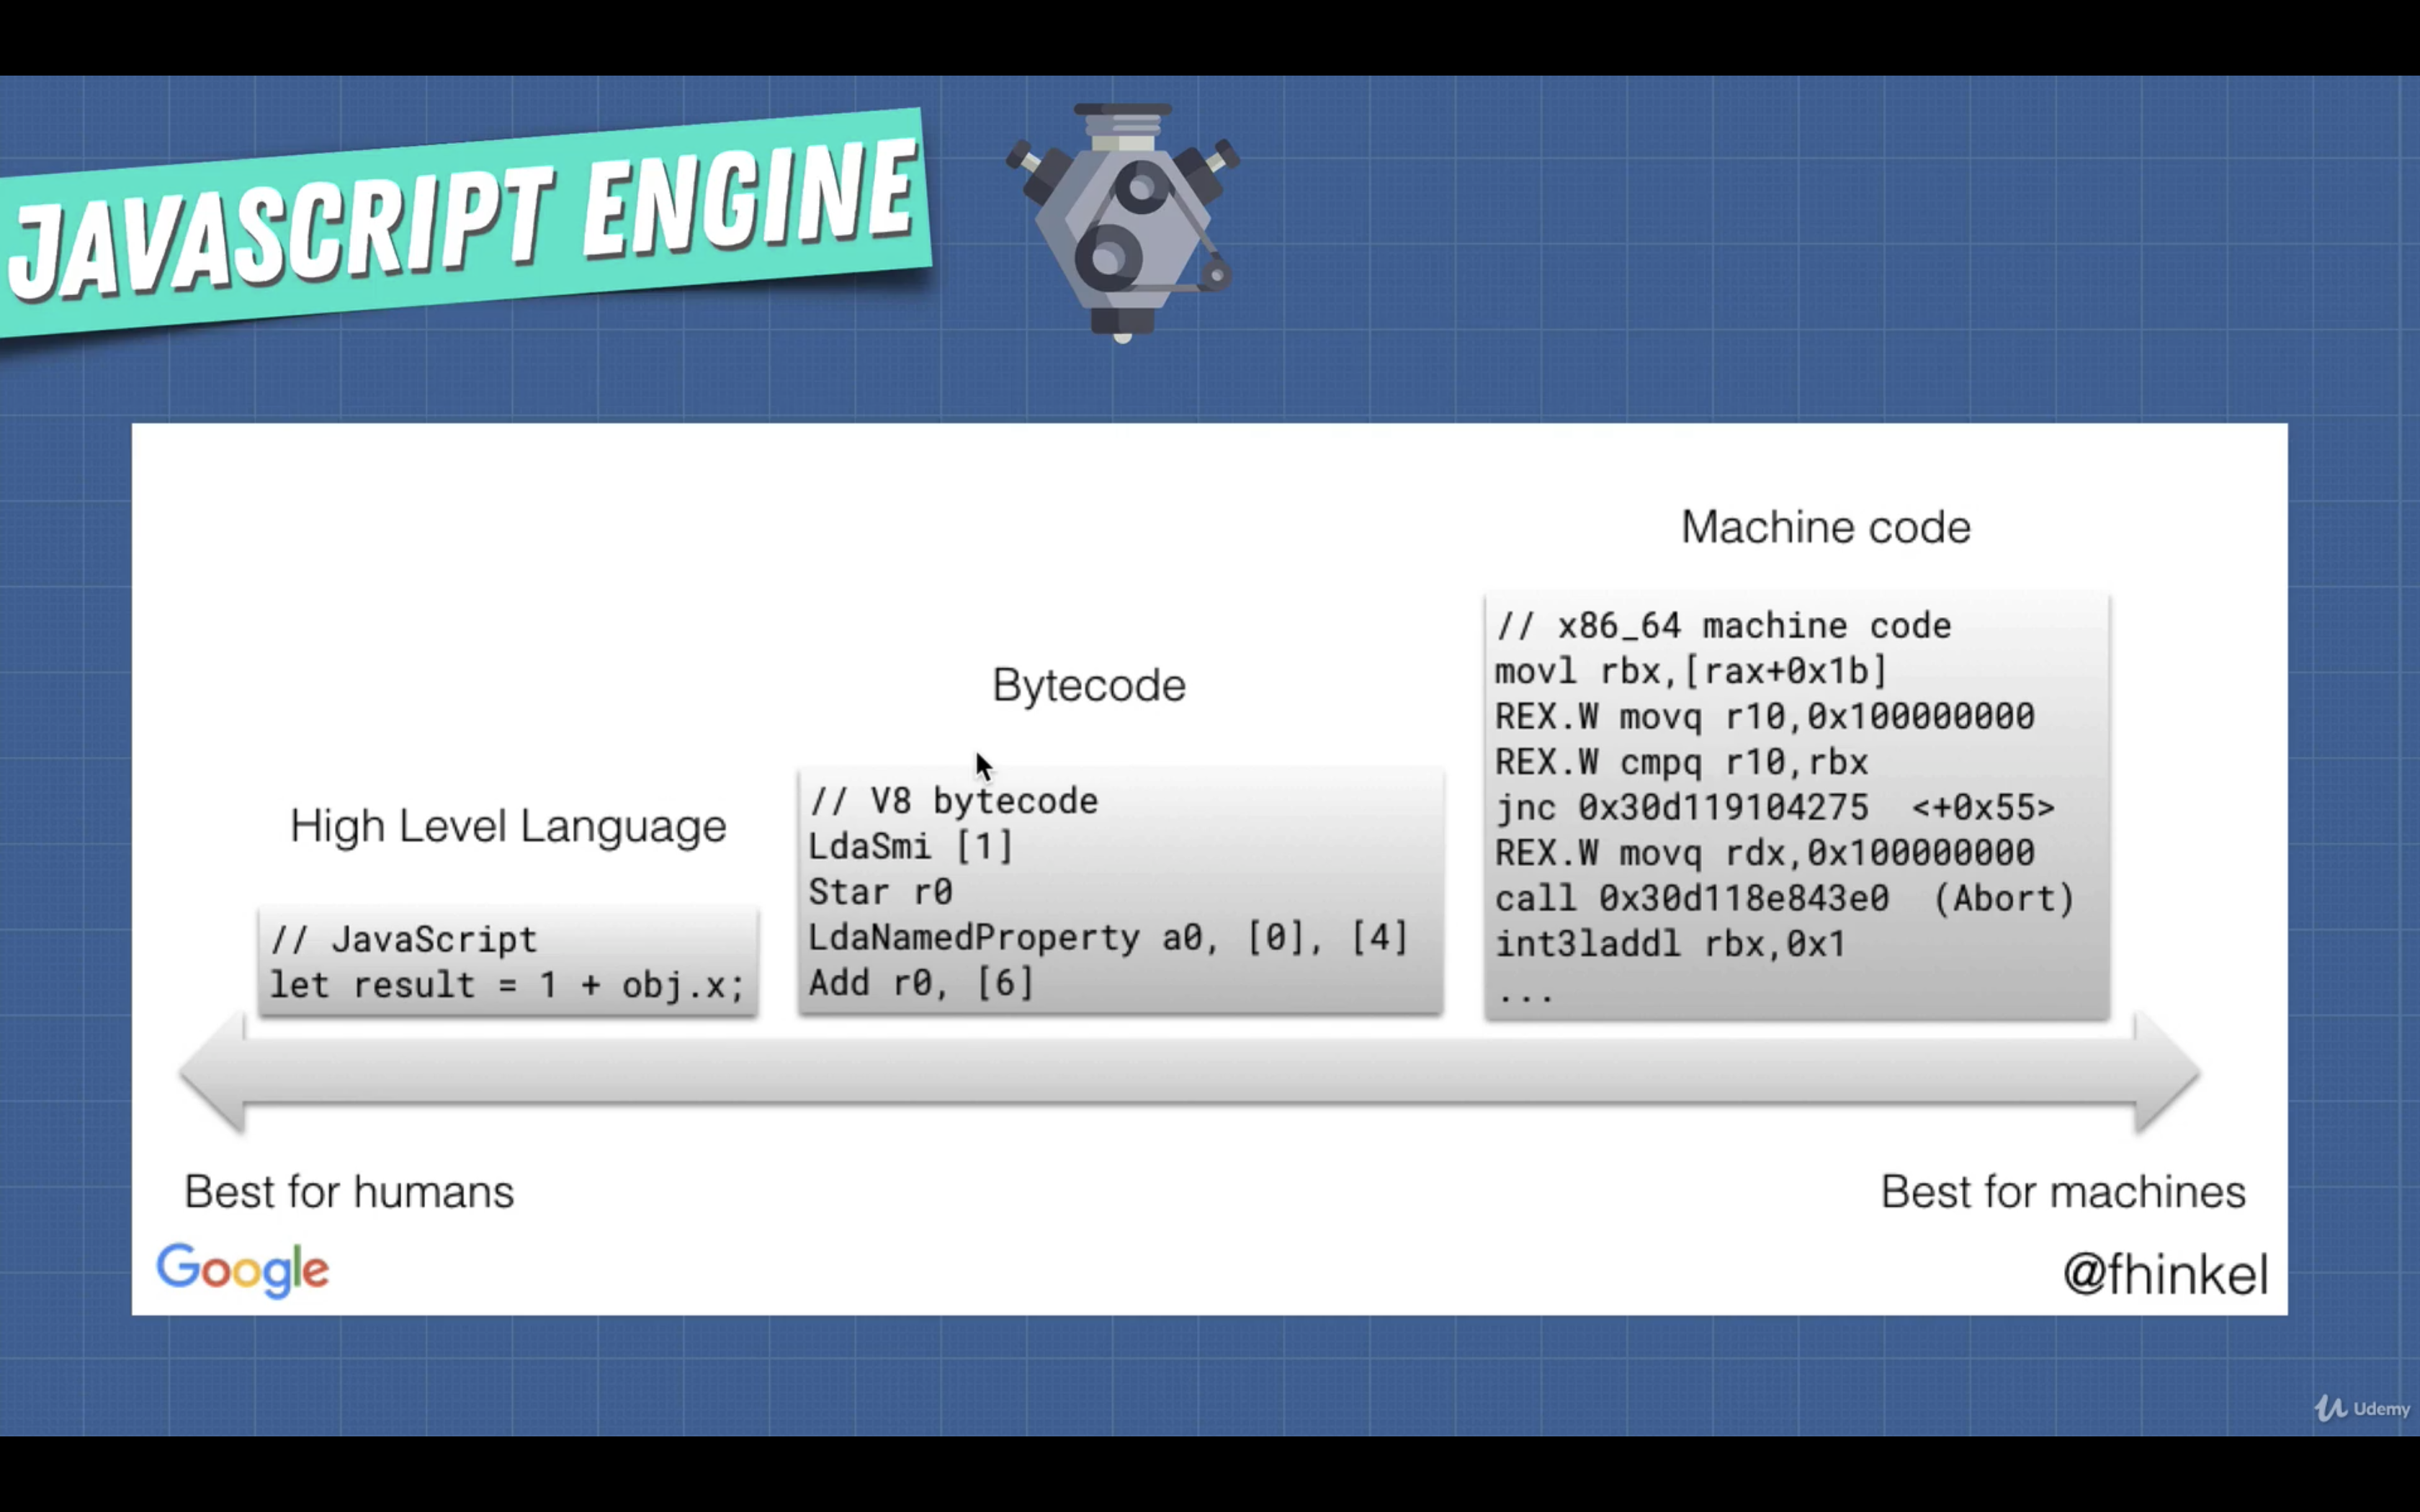 JAVASCRIPT ENGINE
Machine code
// x86_64 machine code
movl rbx,[rax+0x1b]
REX.W movq r10,0x100000000
REX.W cmpq r10,rbx
jnc 0x30d119104275  <+0x55>
REX.W movq rdx,0x100000000
call 0x30d118e843e0  (Abort)
int3laddl rbx,0x1
...
Bytecode
// V8 bytecode
LdaSmi [1]
Star r0
LdaNamedProperty a0, [0], [4]
Add r0, [6]
High Level Language
// JavaScript
let result = 1 + obj.x;
Best for humans
Best for machines
Google
@fhinkel
Udemy